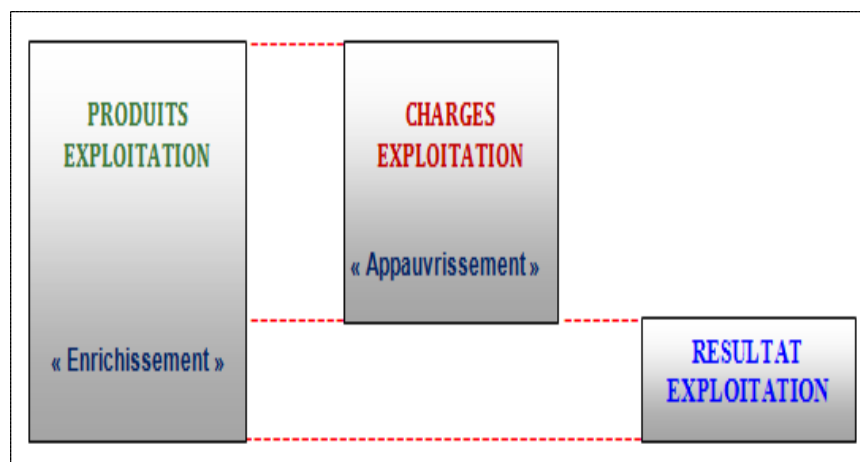 PRODUITS
EXPLOITATION
« Enrichissement »
CHARGES
EXPLOITATION
« Appauvrissement »
RESULTAT
EXPLOITATION